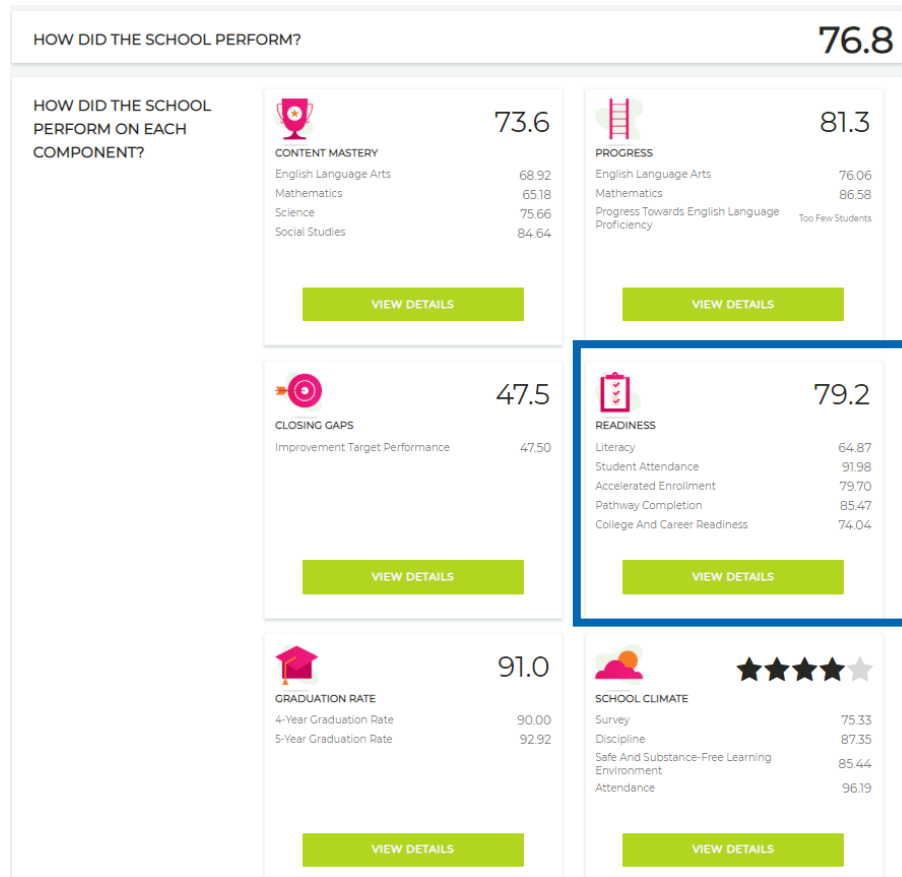 HOW DID THE SCHOOL PERFORM?
76.8
HOW DID THE SCHOOL
PERFORM ON EACH
COMPONENT?
73.6
CONTENT MASTERY
English Language Arts 68.92
Mathematics 65.18
Science 75.66
Social Studies 84.64
VIEW DETAILS
81.3
PROGRESS
English Language Arts 76.06
Mathematics 86.58
Progress Towards English Language
Proficiency
Too Few Students
VIEW DETAILS
47.5
CLOSING GAPS
Improvement Target Performance 47.50
VIEW DETAILS
79.2
READINESS
Literacy 64.87
Student Attendance 91.98
Accelerated Enrollment 79.70
Pathway Completion 85.47
College And Career Readiness 74.04
VIEW DETAILS
91.0
GRADUATION RATE
4-Year Graduation Rate 90.00
5-Year Graduation Rate 92.92
VIEW DETAILS
SCHOOL CLIMATE
Survey 75.33
Discipline 87.35
Safe And Substance-Free Learning
Environment
85.44
Attendance 96.19
VIEW DETAILS